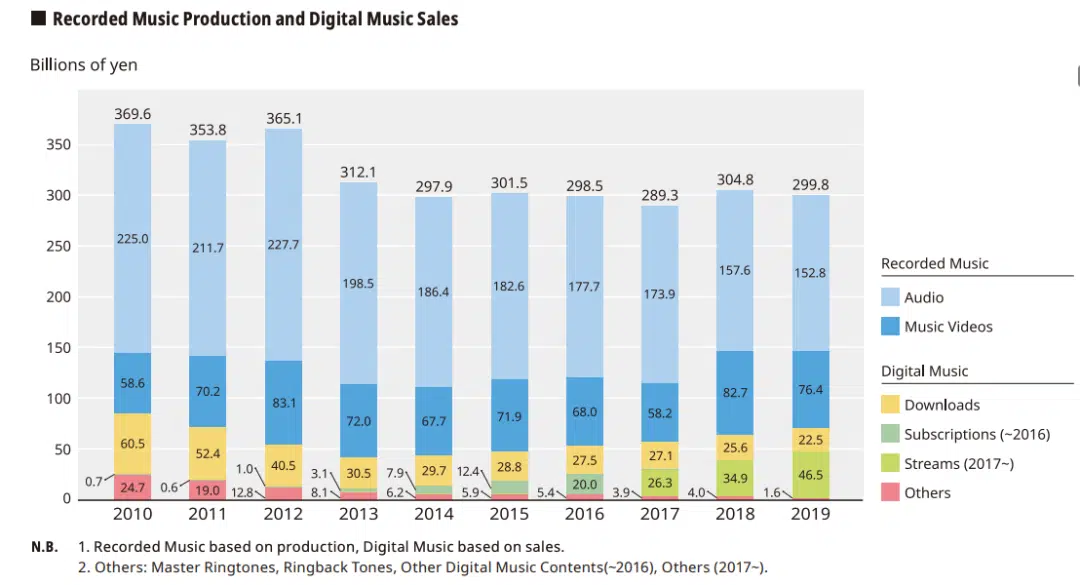 ■ Recorded Music Production and Digital Music Sales
Billions of yen
369.6 353.8 365.1 312.1 297.9 301.5 298.5 289.3 304.8 299.8
350
300
250
200
150
100
50
0
225.0 211.7 227.7 198.5 186.4 182.6 177.7 173.9 157.6 152.8
58.6 70.2 83.1 72.0 67.7 71.9 68.0 58.2 82.7 76.4
60.5 52.4 40.5 30.5 29.7 28.8 27.5 27.1 25.6 22.5
0.7 0.6 1.0 3.1 7.9 12.4 20.0 26.3 34.9 46.5
24.7 19.0 12.8 8.1 6.2 5.9 5.4 3.9 4.0 1.6
2010 2011 2012 2013 2014 2015 2016 2017 2018 2019
Recorded Music
Audio
Music Videos
Digital Music
Downloads
Subscriptions (~2016)
Streams (2017~)
Others
N.B. 1. Recorded Music based on production, Digital Music based on sales.
2. Others: Master Ringtones, Ringback Tones, Other Digital Music Contents(~2016), Others (2017~).